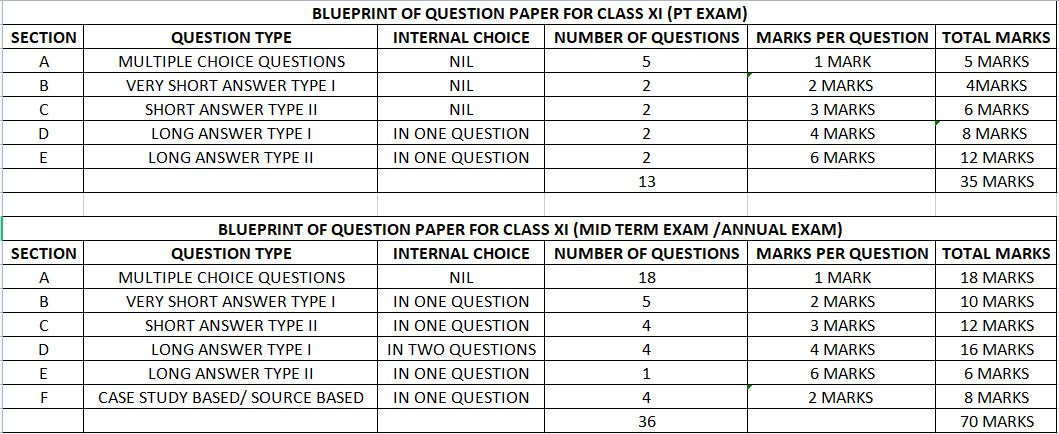 BLUEPRINT OF QUESTION PAPER FOR CLASS XI (PT EXAM)
SECTION QUESTION TYPE INTERNAL CHOICE NUMBER OF QUESTIONS MARKS PER QUESTION TOTAL MARKS
A MULTIPLE CHOICE QUESTIONS NIL 5 1 MARK 5 MARKS
B VERY SHORT ANSWER TYPE I NIL 2 2 MARKS 4MARKS
C SHORT ANSWER TYPE II NIL 2 3 MARKS 6 MARKS
D LONG ANSWER TYPE I IN ONE QUESTION 2 4 MARKS 8 MARKS
E LONG ANSWER TYPE II IN ONE QUESTION 2 6 MARKS 12 MARKS
13 35 MARKS
BLUEPRINT OF QUESTION PAPER FOR CLASS XI (MID TERM EXAM /ANNUAL EXAM)
SECTION QUESTION TYPE INTERNAL CHOICE NUMBER OF QUESTIONS MARKS PER QUESTION TOTAL MARKS
A MULTIPLE CHOICE QUESTIONS NIL 18 1 MARK 18 MARKS
B VERY SHORT ANSWER TYPE I IN ONE QUESTION 5 2 MARKS 10 MARKS
C SHORT ANSWER TYPE II IN ONE QUESTION 4 3 MARKS 12 MARKS
D LONG ANSWER TYPE I IN TWO QUESTIONS 4 4 MARKS 16 MARKS
E LONG ANSWER TYPE II IN ONE QUESTION 1 6 MARKS 6 MARKS
F CASE STUDY BASED/ SOURCE BASED IN ONE QUESTION 4 2 MARKS 8 MARKS
36 70 MARKS